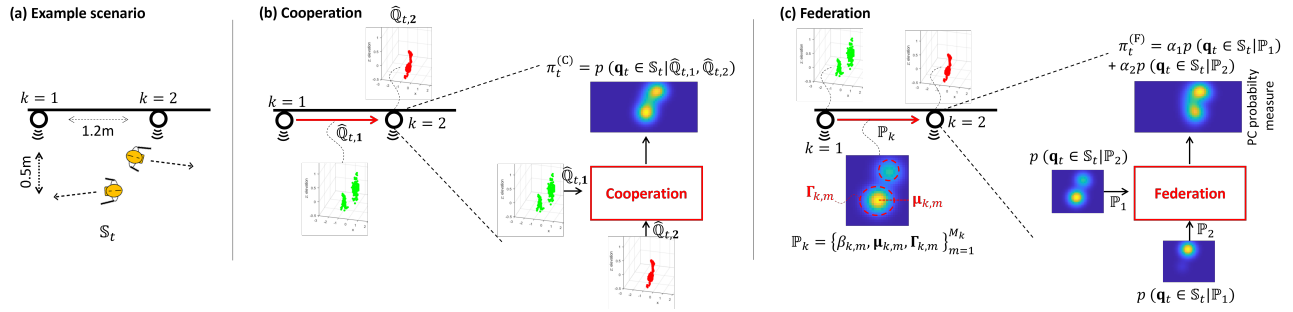 (a) Example scenario
k = 1
k = 2
1.2m
0.5m
𝕊_t
(b) Cooperation
ℚ̂_{t,2}
π_t^{(C)} = p (q_t ∈ 𝕊_t|ℚ̂_{t,1}, ℚ̂_{t,2})
k = 1
k = 2
ℚ̂_{t,1}
ℚ̂_{t,1}
Cooperation
ℚ̂_{t,2}
(c) Federation
π_t^{(F)} = α_1 p (q_t ∈ 𝕊_t|ℙ_1)
+ α_2 p (q_t ∈ 𝕊_t|ℙ_2)
PC probability
measure
k = 1
k = 2
ℙ_k
Γ_{k,m}
μ_{k,m}
ℙ_k = {β_{k,m}, μ_{k,m}, Γ_{k,m}}_{m=1}^{M_k}
p (q_t ∈ 𝕊_t|ℙ_2)
ℙ_1
Federation
ℙ_2
p (q_t ∈ 𝕊_t|ℙ_1)